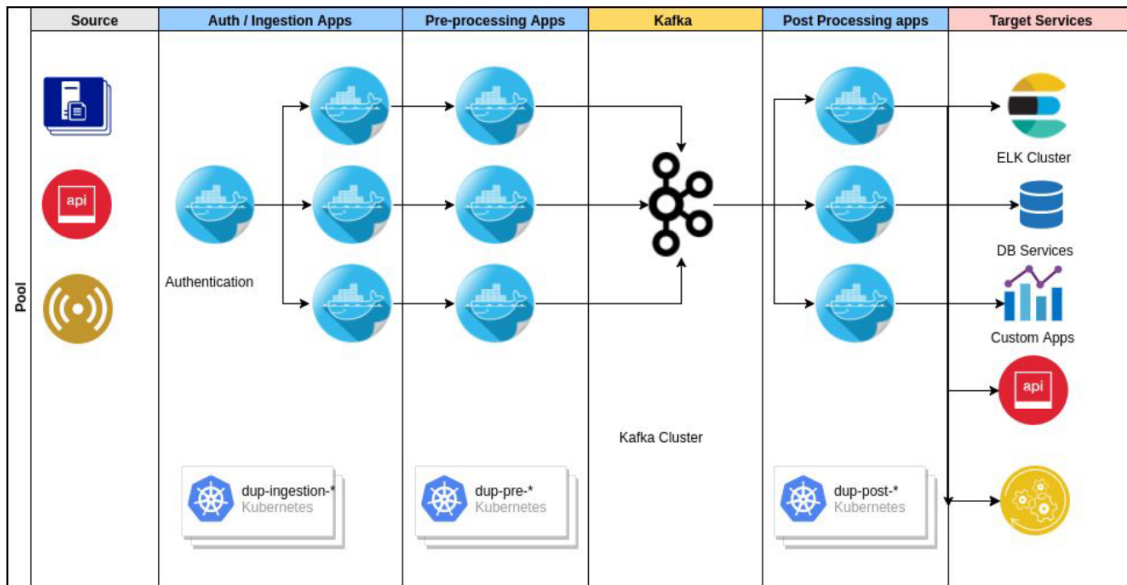 Source
Auth / Ingestion Apps
Pre-processing Apps
Kafka
Post Processing apps
Target Services
Pool
api
Authentication
ELK Cluster
DB Services
Custom Apps
api
Kafka Cluster
dup-ingestion-*
Kubernetes
dup-pre-*
Kubernetes
dup-post-*
Kubernetes